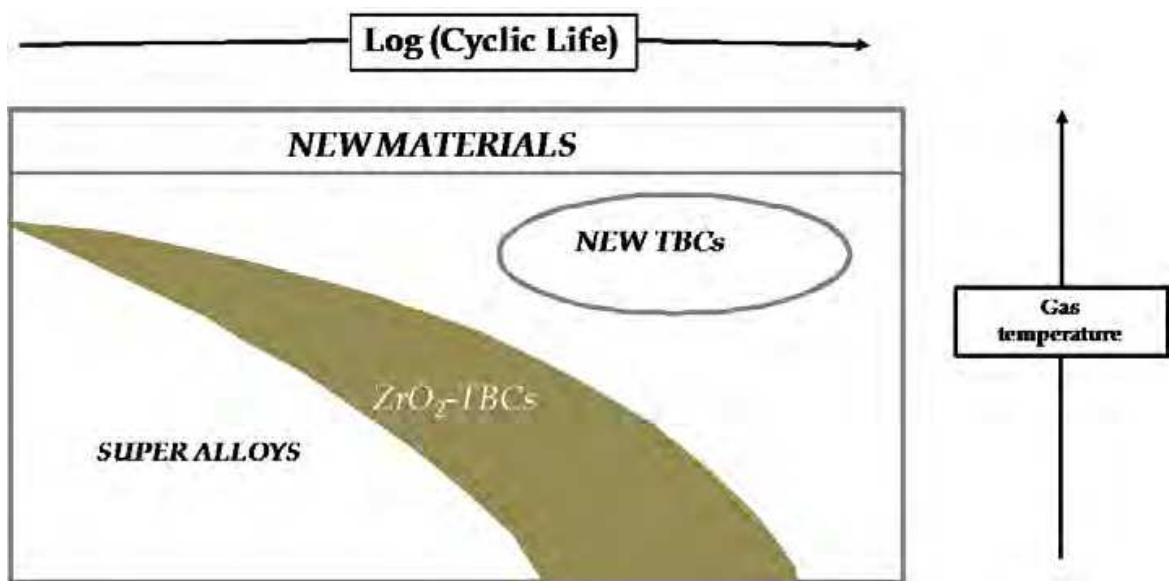 Log (Cyclic Life)
NEW MATERIALS
NEW TBCs
Gas
temperature
ZrO₂-TBCs
SUPER ALLOYS